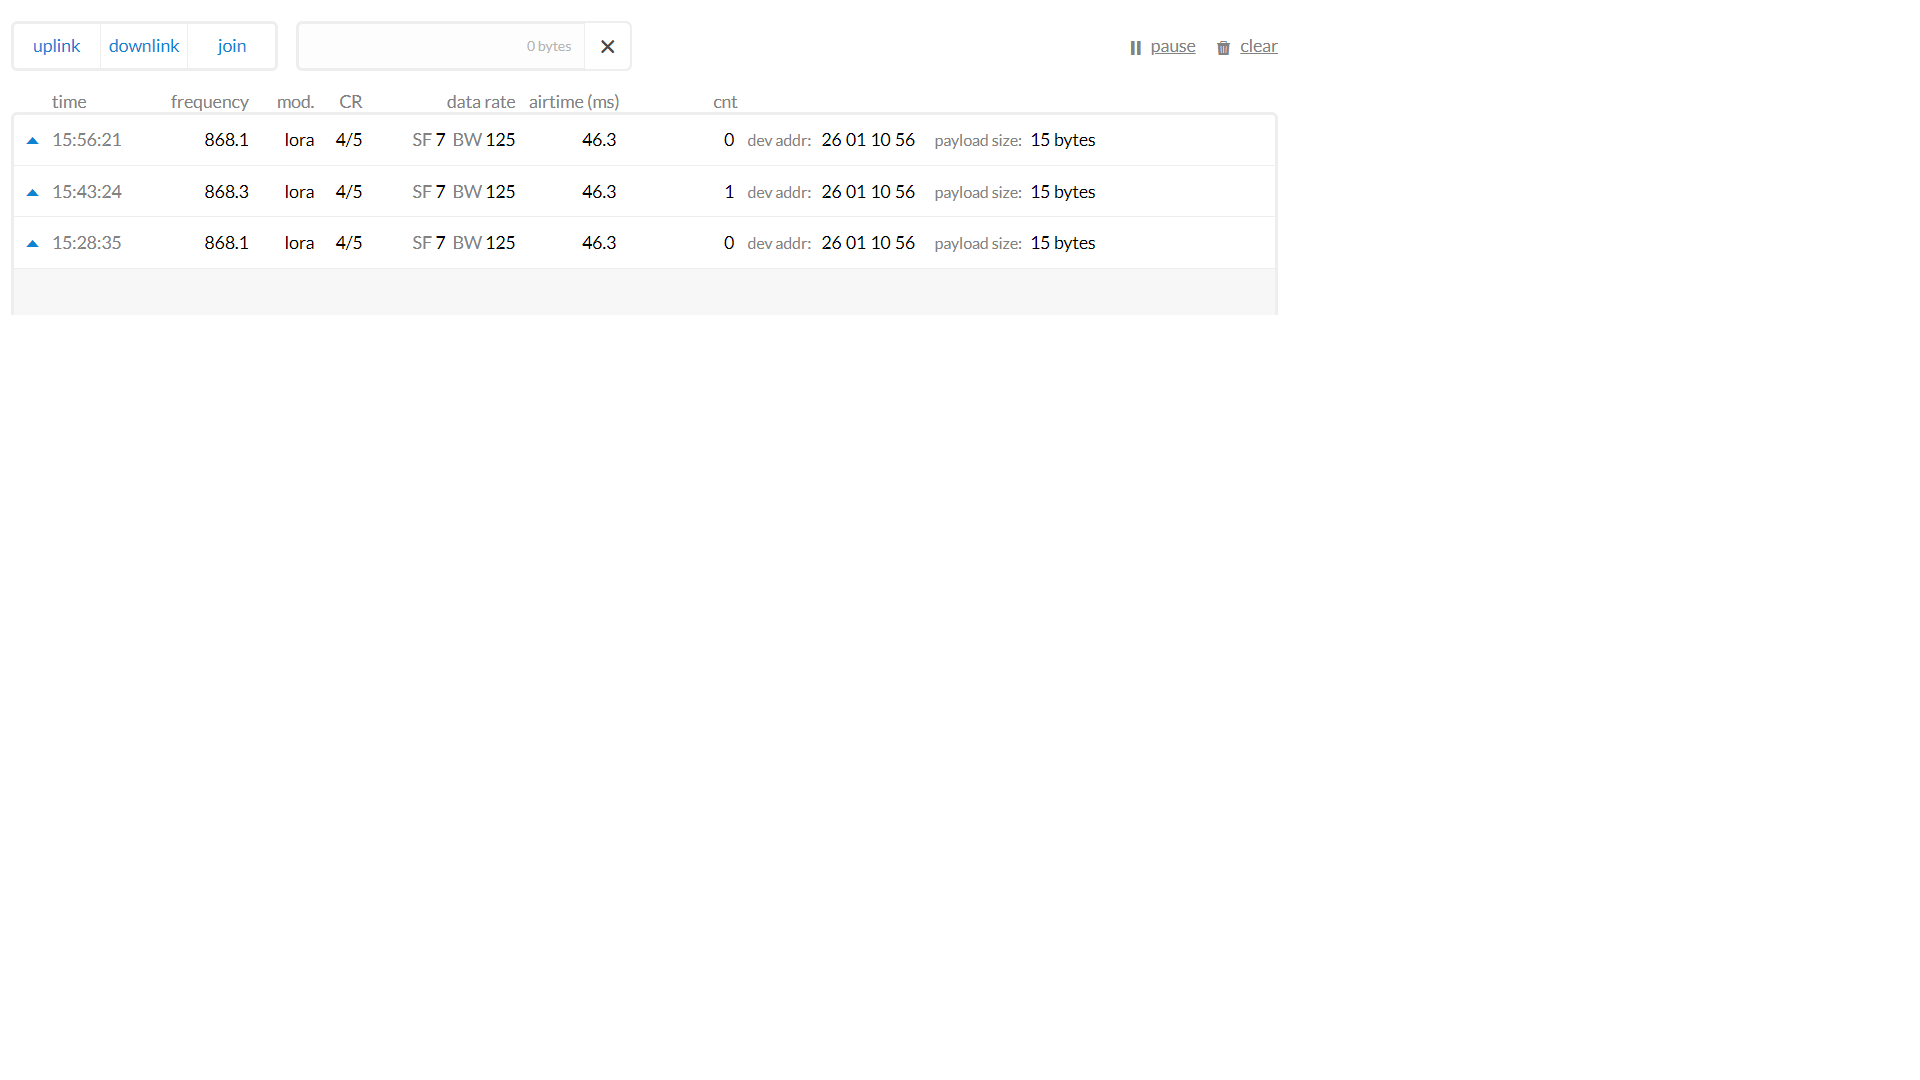 uplink downlink join 0 bytes pause clear
time frequency mod. CR data rate airtime (ms) cnt
15:56:21 868.1 lora 4/5 SF 7 BW 125 46.3 0 dev addr: 26 01 10 56 payload size: 15 bytes
15:43:24 868.3 lora 4/5 SF 7 BW 125 46.3 1 dev addr: 26 01 10 56 payload size: 15 bytes
15:28:35 868.1 lora 4/5 SF 7 BW 125 46.3 0 dev addr: 26 01 10 56 payload size: 15 bytes